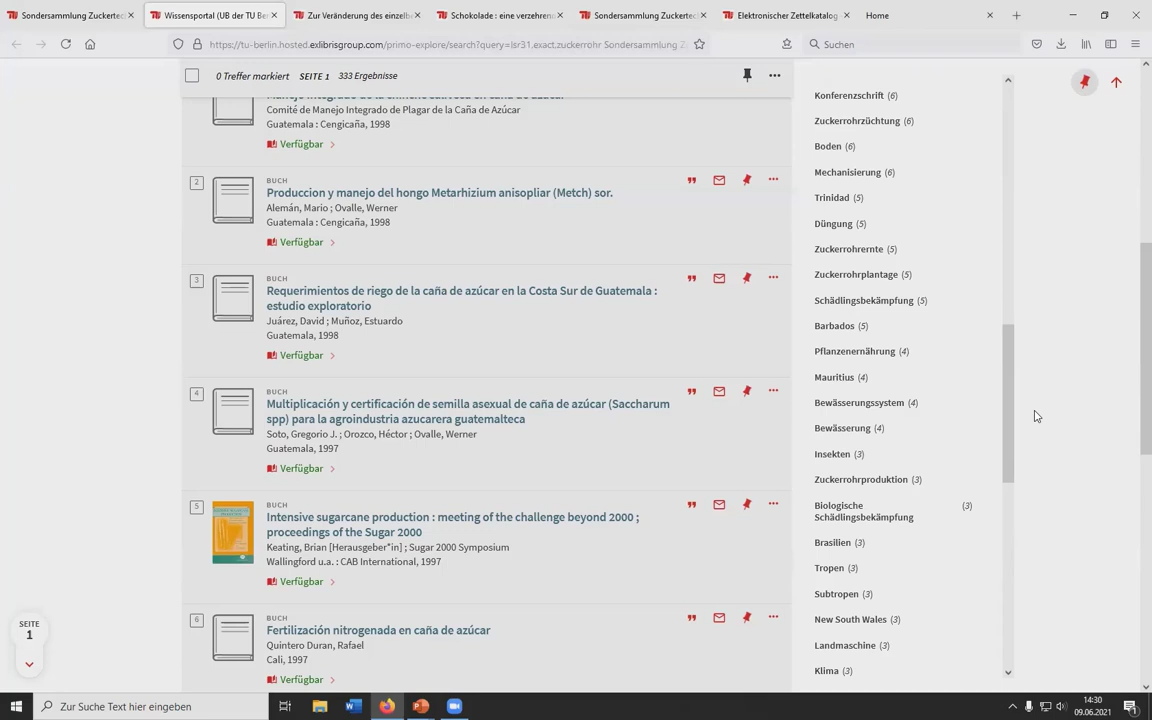 Sondersammlung Zuckertec
Wissensportal (UB der TU Be
Zur Veränderung des einzelb
Schokolade : eine verzehren
Sondersammlung Zuckertec
Elektronischer Zettelkatalog
Home
https://tu-berlin.hosted.exlibrisgroup.com/primo-explore/search?query=lsr31.exact,zuckerrohr Sondersammlung Z
Suchen
0 Treffer markiert SEITE 1 333 Ergebnisse
Comité de Manejo Integrado de Plagar de la Caña de Azúcar
Guatemala : Cengicaña, 1998
Verfügbar
2
BUCH
Produccion y manejo del hongo Metarhizium anisopliar (Metch) sor.
Alemán, Mario ; Ovalle, Werner
Guatemala : Cengicaña, 1998
Verfügbar
3
BUCH
Requerimientos de riego de la caña de azúcar en la Costa Sur de Guatemala :
estudio exploratorio
Juárez, David ; Muñoz, Estuardo
Guatemala, 1998
Verfügbar
4
BUCH
Multiplicación y certificación de semilla asexual de caña de azúcar (Saccharum
spp) para la agroindustria azucarera guatemalteca
Soto, Gregorio J. ; Orozco, Héctor ; Ovalle, Werner
Guatemala, 1997
Verfügbar
5
BUCH
Intensive sugarcane production : meeting of the challenge beyond 2000 ;
proceedings of the Sugar 2000
Keating, Brian [Herausgeber*in] ; Sugar 2000 Symposium
Wallingford u.a. : CAB International, 1997
Verfügbar
6
BUCH
Fertilización nitrogenada en caña de azúcar
Quintero Duran, Rafael
Cali, 1997
Verfügbar
Konferenzschrift (6)
Zuckerrohrzüchtung (6)
Boden (6)
Mechanisierung (6)
Trinidad (5)
Düngung (5)
Zuckerrohrernte (5)
Zuckerrohrplantage (5)
Schädlingsbekämpfung (5)
Barbados (5)
Pflanzenernährung (4)
Mauritius (4)
Bewässerungssystem (4)
Bewässerung (4)
Insekten (3)
Zuckerrohrproduktion (3)
Biologische (3)
Schädlingsbekämpfung
Brasilien (3)
Tropen (3)
Subtropen (3)
New South Wales (3)
Landmaschine (3)
Klima (3)
SEITE
1
Zur Suche Text hier eingeben
14:30
09.06.2021